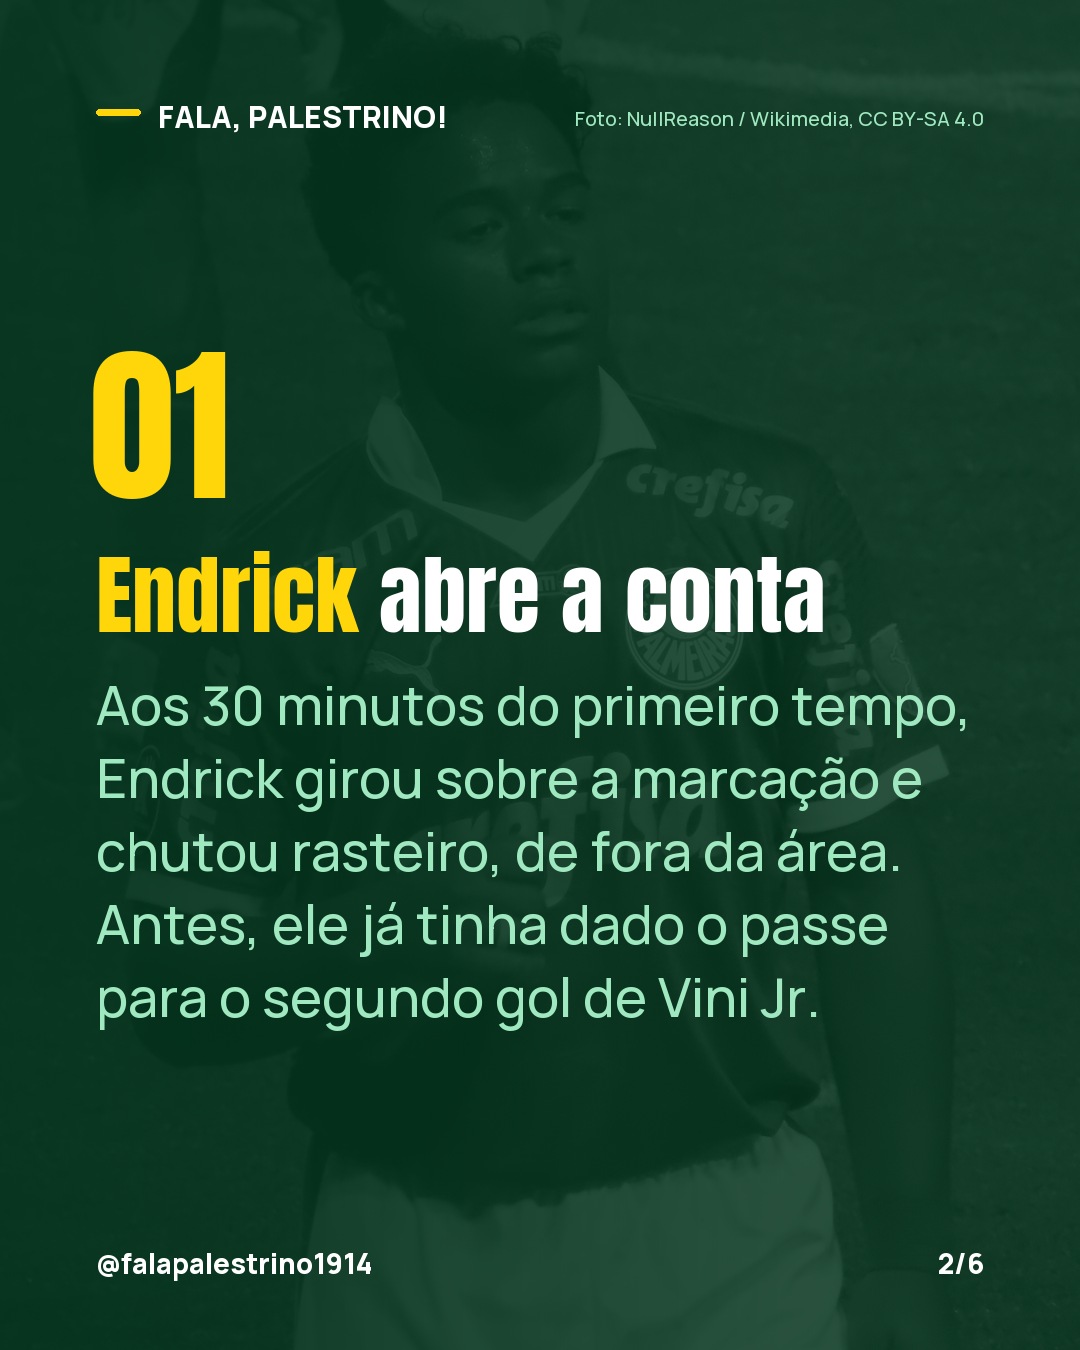 FALA, PALESTRINO!
Foto: NullReason / Wikimedia, CC BY-SA 4.0
01
crefisa
Endrick abre a conta
Aos 30 minutos do primeiro tempo,
Endrick girou sobre a marcação e
chutou rasteiro, de fora da área.
Antes, ele já tinha dado o passe
para o segundo gol de Vini Jr.
@falapalestrino1914
2/6